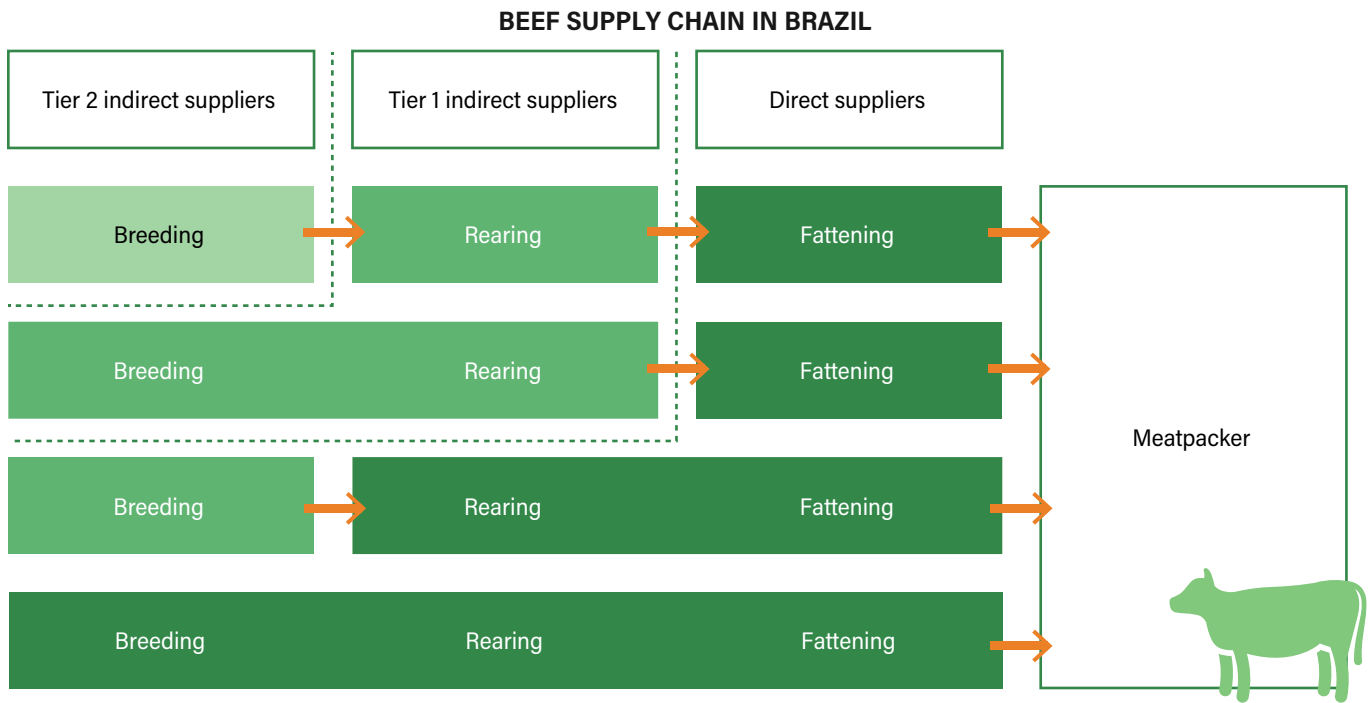 BEEF SUPPLY CHAIN IN BRAZIL
Tier 2 indirect suppliers
Tier 1 indirect suppliers
Direct suppliers
Breeding
Rearing
Fattening
Breeding
Rearing
Fattening
Meatpacker
Breeding
Rearing
Fattening
Breeding
Rearing
Fattening